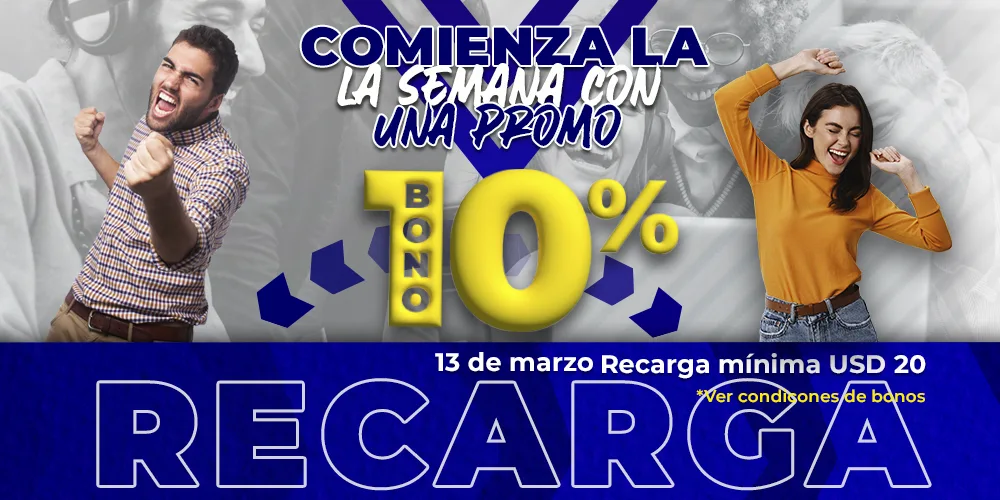 COMIENZA LA
LA SEMANA CON
UNA PROMO
BONO
10%
13 de marzo Recarga mínima USD 20
*Ver condicones de bonos
RECARGA